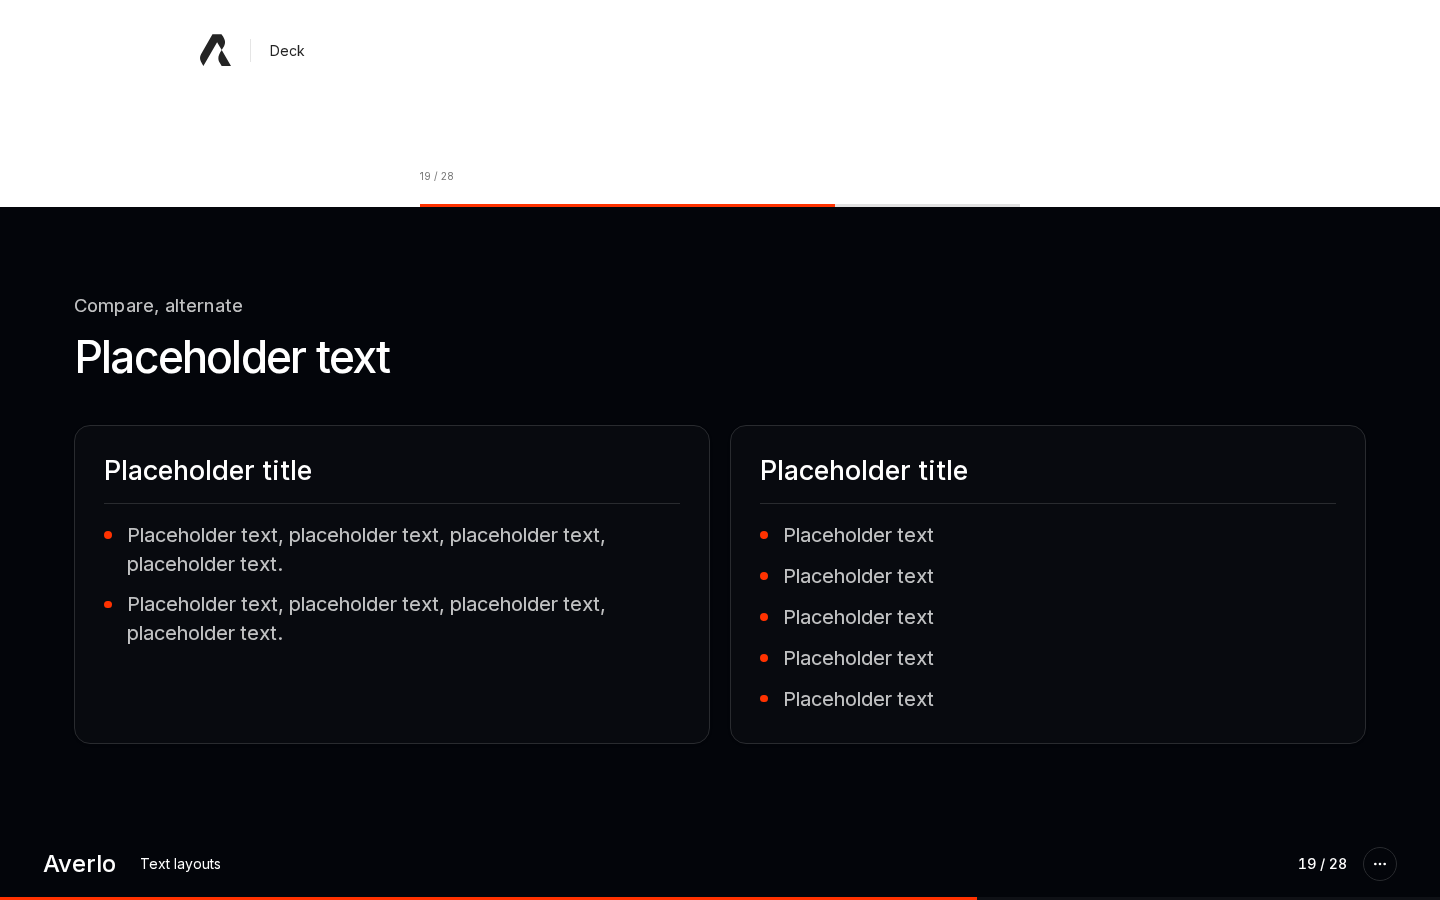 Deck
19 / 28
Compare, alternate
Placeholder text
Placeholder title
Placeholder text, placeholder text, placeholder text,
placeholder text.
Placeholder text, placeholder text, placeholder text,
placeholder text.
Placeholder title
Placeholder text
Placeholder text
Placeholder text
Placeholder text
Placeholder text
Averlo
Text layouts
19 / 28